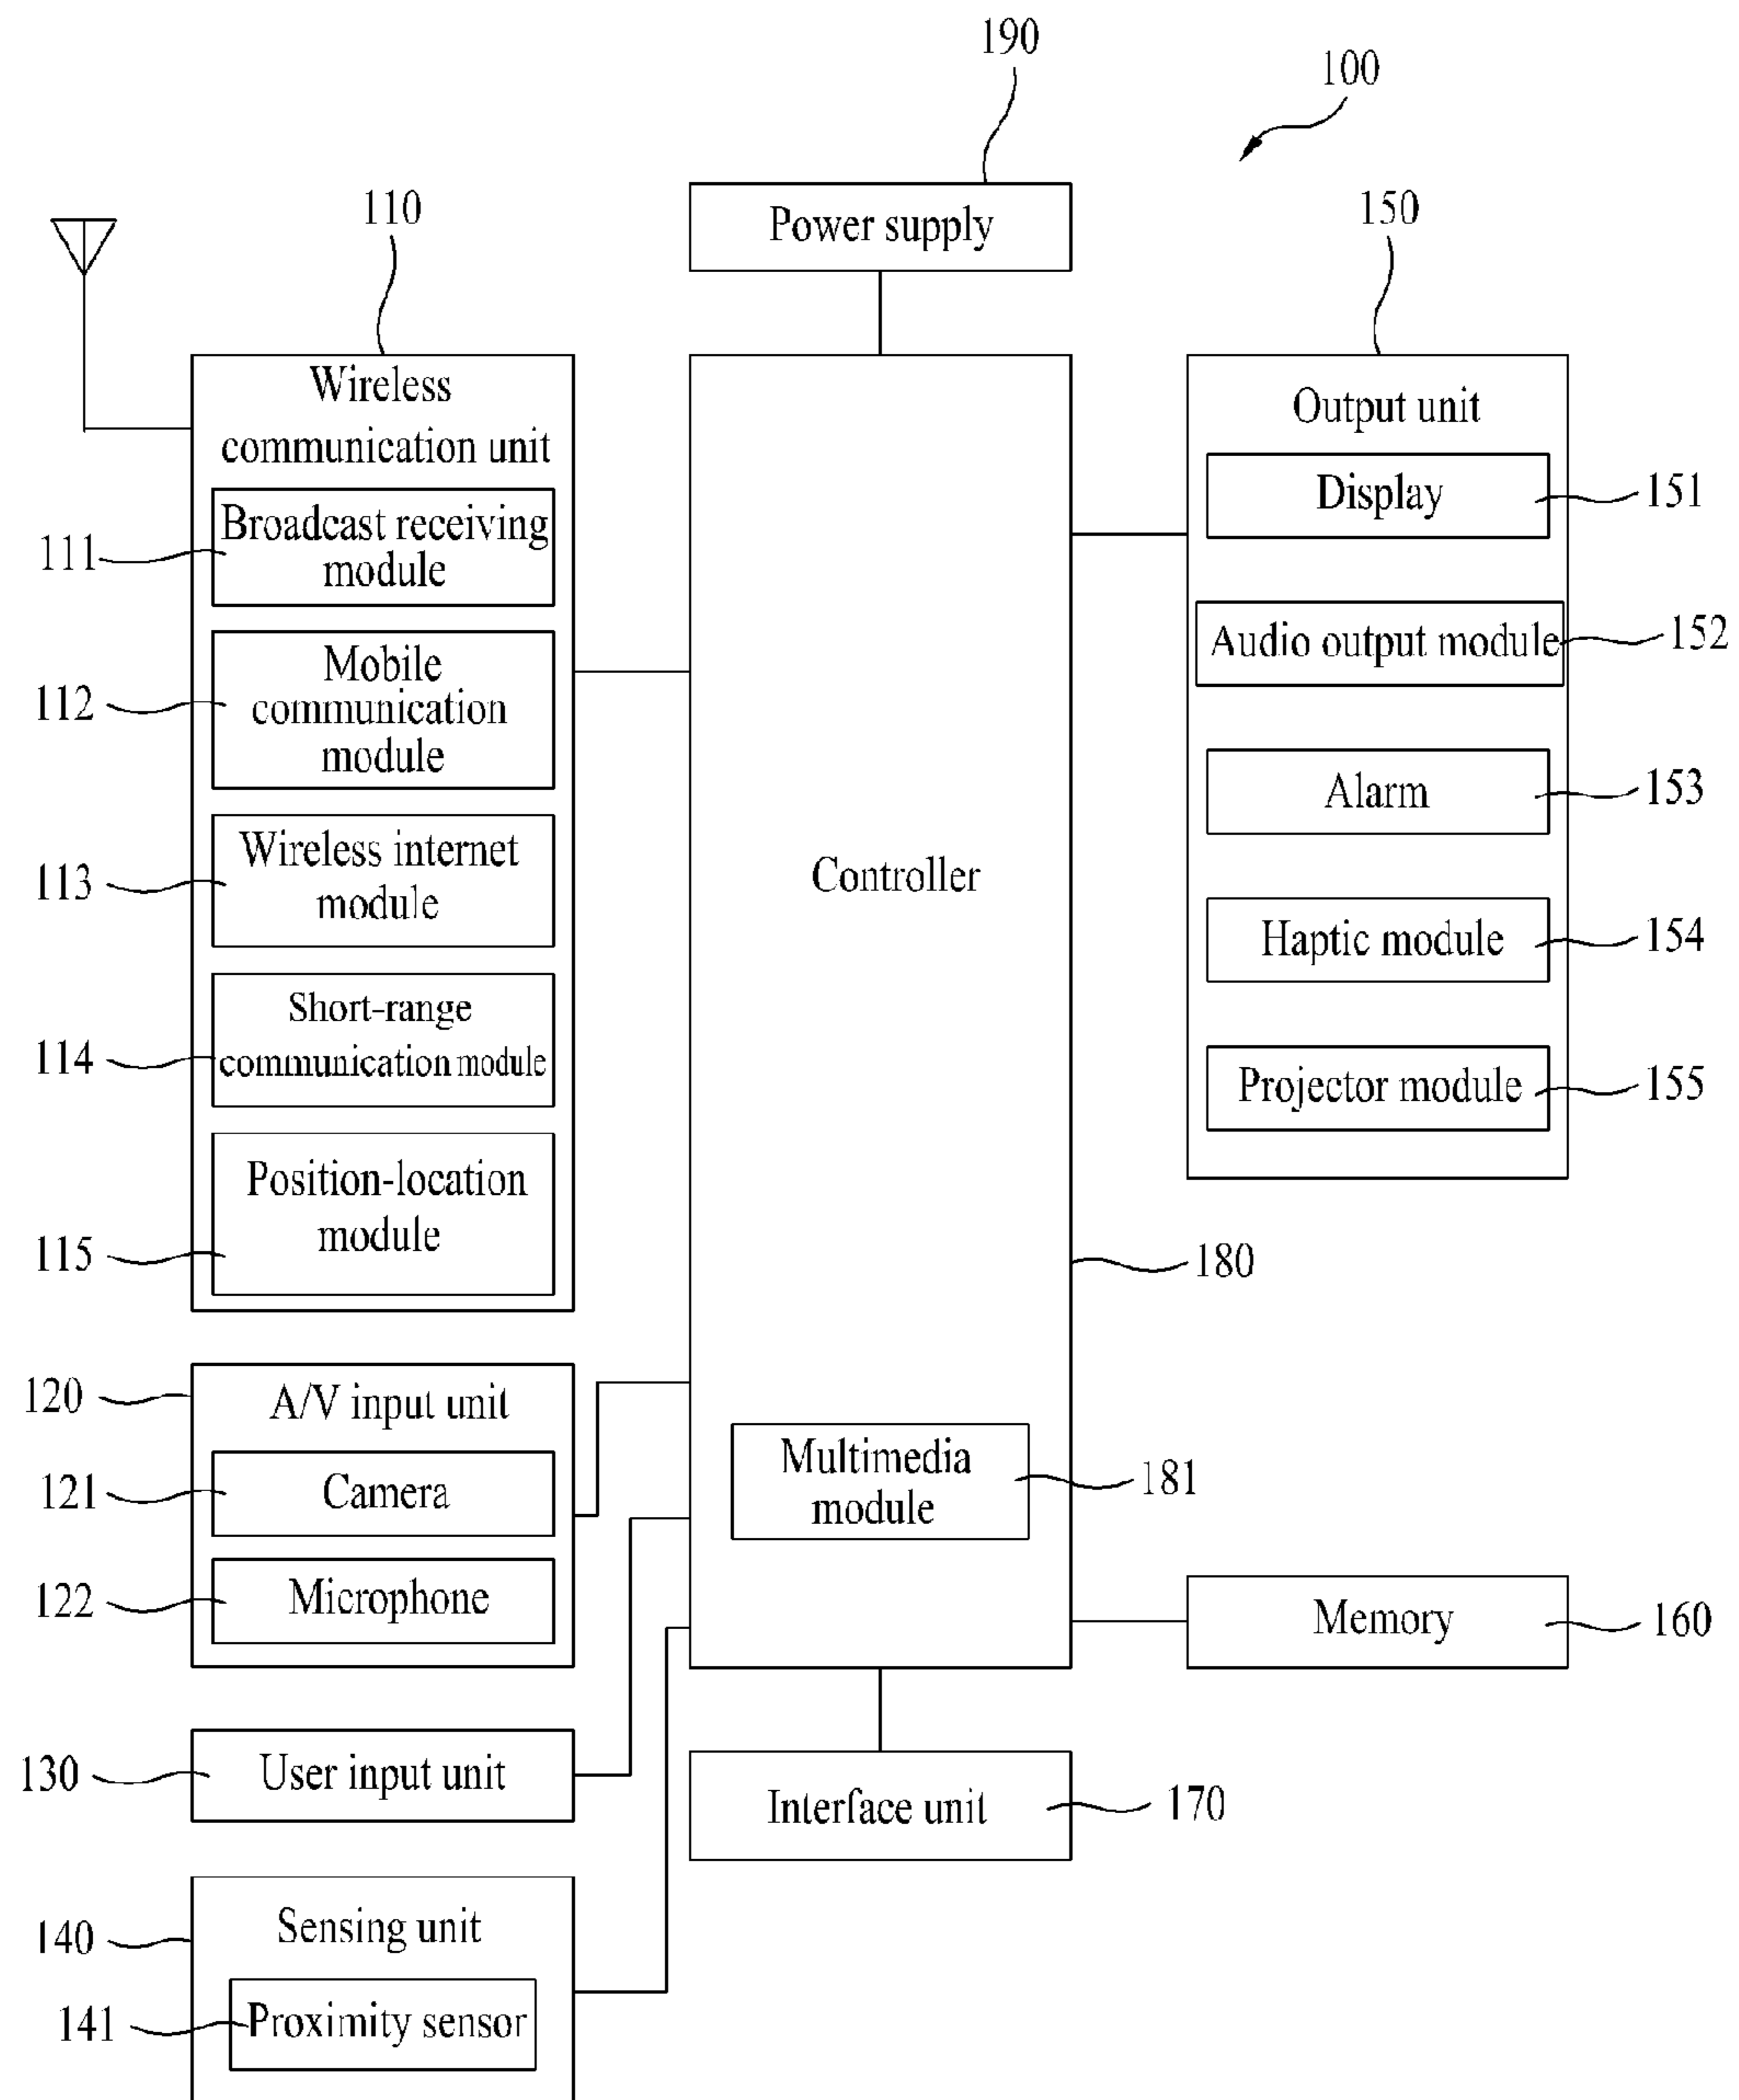 190
100
Power supply
110
150
Wireless
communication unit
Output unit
Broadcast receiving
module
111
Display
151
Mobile
communication
module
112
Audio output module
152
Wireless internet
module
113
Alarm
153
Controller
Short-range
communication module
114
Haptic module
154
Position-location
module
115
Projector module
155
180
120
A/V input unit
121
Camera
122
Microphone
Multimedia
module
181
Memory
160
130
User input unit
Interface unit
170
140
Sensing unit
141
Proximity sensor